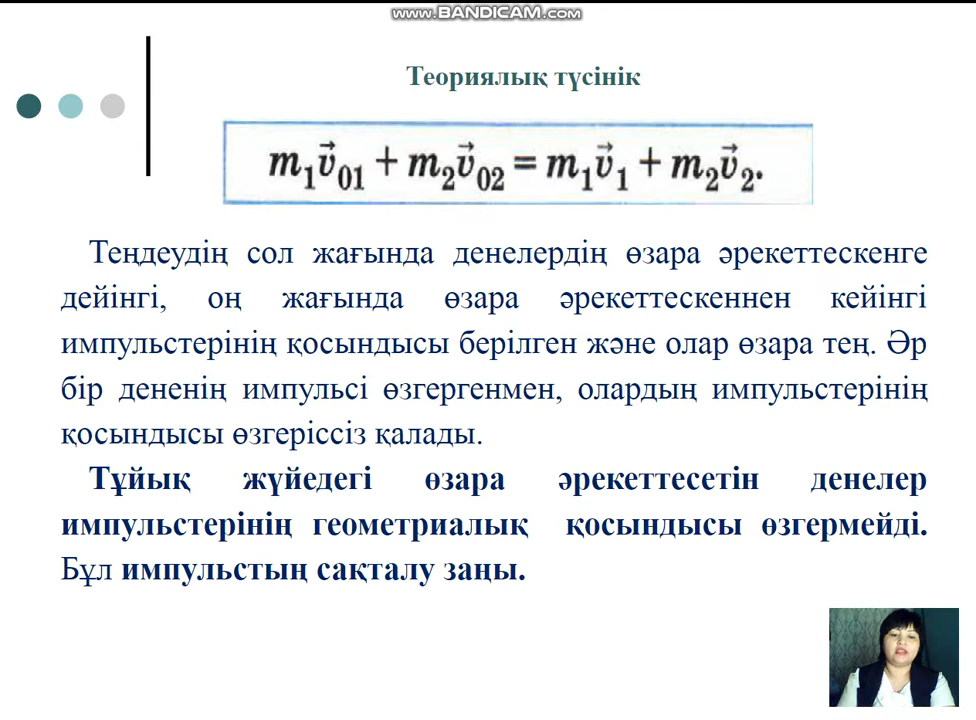 www.BANDICAM.com
Теориялық түсінік
m₁v⃗₀₁ + m₂v⃗₀₂ = m₁v⃗₁ + m₂v⃗₂.
Теңдеудің сол жағында денелердің өзара әрекеттескенге
дейінгі, оң жағында өзара әрекеттескеннен кейінгі
импульстерінің қосындысы берілген және олар өзара тең. Әр
бір дененің импульсі өзгергенмен, олардың импульстерінің
қосындысы өзгеріссіз қалады.
Тұйық жүйедегі өзара әрекеттесетін денелер
импульстерінің геометриалық қосындысы өзгермейді.
Бұл импульстың сақталу заңы.